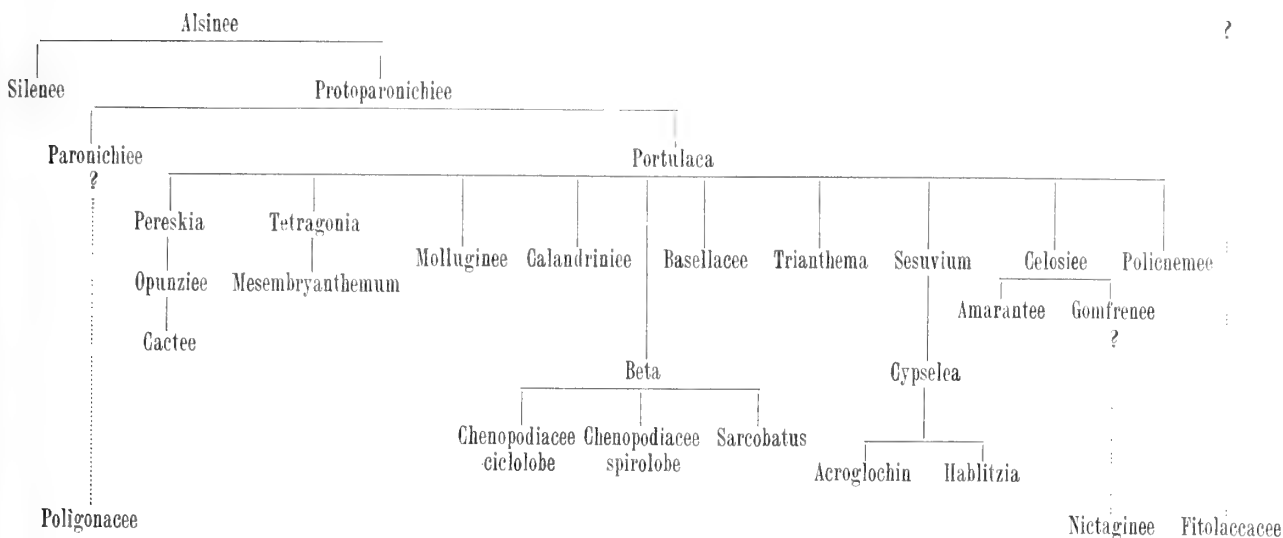 Alsinee ?
Silenee Protoparonichiee
Paronichiee Portulaca
?
Pereskia Tetragonia
Molluginee Calandriniee Basellacee Trianthema Sesuvium Celosiee Policnemee
Opunziee Mesembryanthemum
Amarantee Gomfrenee
Cactee ?
Beta Cypselea
Chenopodiacee Chenopodiacee Sarcobatus
ciclolobe spirolobe
Acroglochin Hablitzia
Poligonacee Nictaginee Fitolaccacee